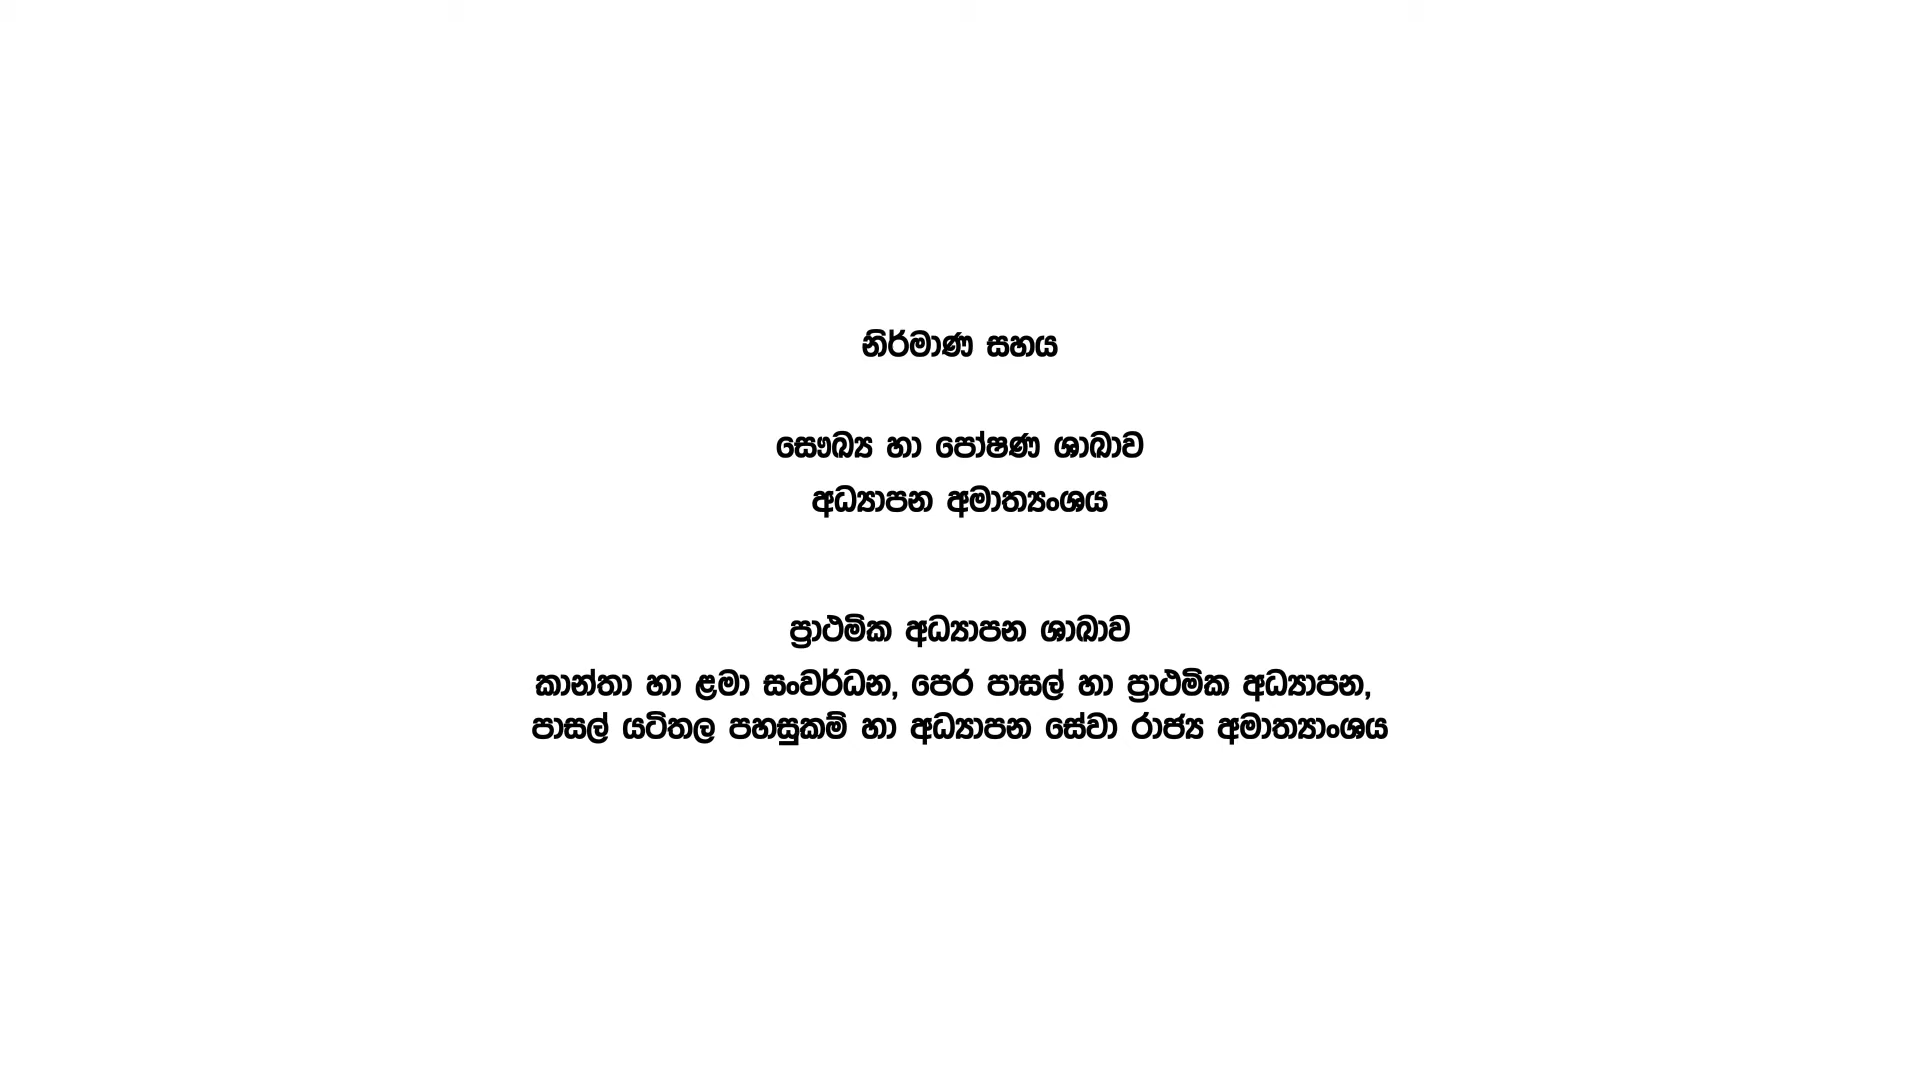 නිර්මාණ සහය
සෞඛ්‍ය හා පෝෂණ ශාඛාව
අධ්‍යාපන අමාත්‍යංශය
ප්‍රාථමික අධ්‍යාපන ශාඛාව
කාන්තා හා ළමා සංවර්ධන, පෙර පාසල් හා ප්‍රාථමික අධ්‍යාපන,
පාසල් යටිතල පහසුකම් හා අධ්‍යාපන සේවා රාජ්‍ය අමාත්‍යාංශය